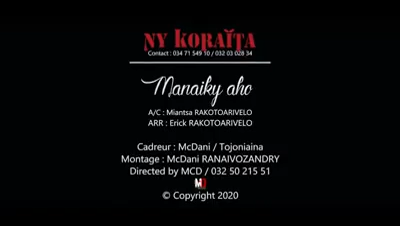 NY KORAÏTA
Contact : 034 71 549 10 / 032 03 028 34
Manaiky aho
A/C : Miantsa RAKOTOARIVELO
ARR : Erick RAKOTOARIVELO
Cadreur : McDani / Tojoniaina
Montage : McDani RANAIVOZANDRY
Directed by MCD / 032 50 215 51
© Copyright 2020